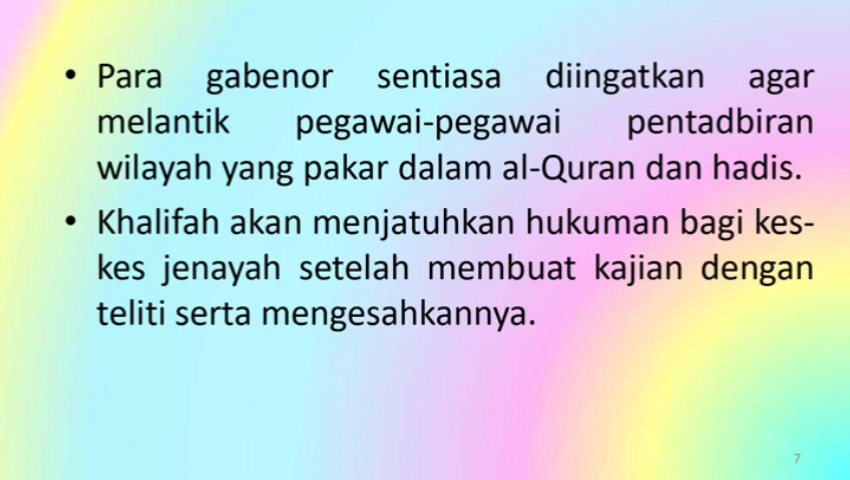 • Para gabenor sentiasa diingatkan agar
melantik pegawai-pegawai pentadbiran
wilayah yang pakar dalam al-Quran dan hadis.
• Khalifah akan menjatuhkan hukuman bagi kes-
kes jenayah setelah membuat kajian dengan
teliti serta mengesahkannya.
7